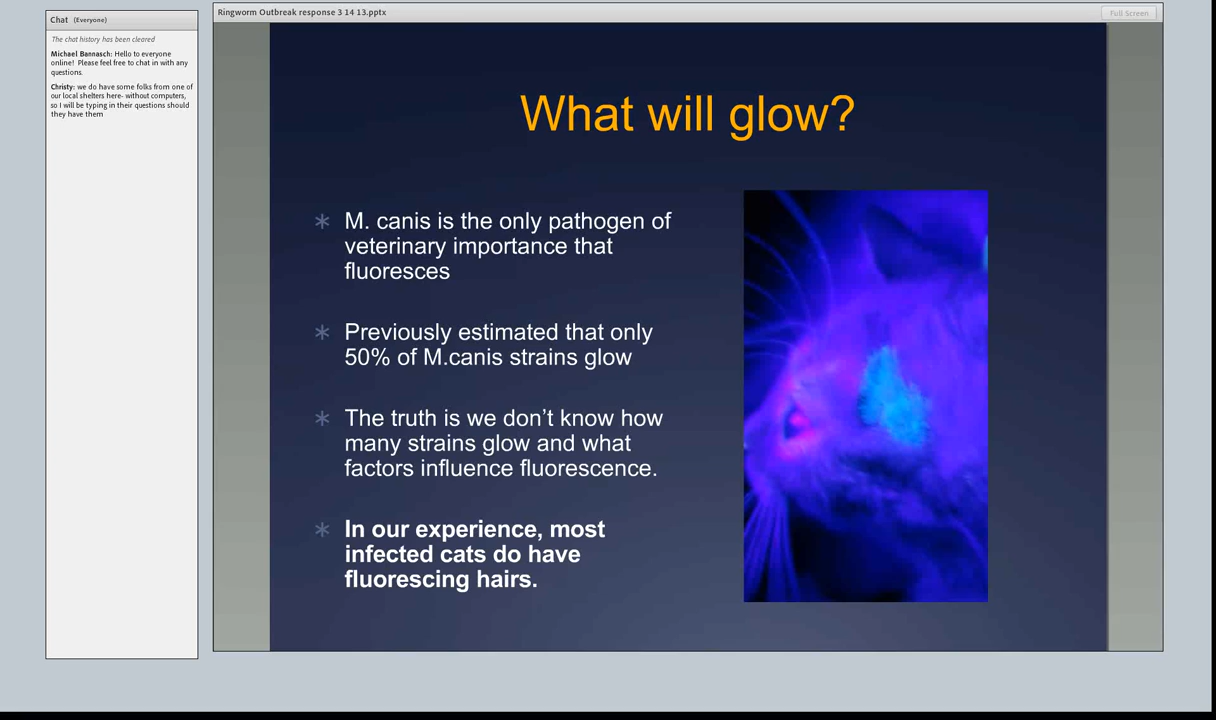 Chat (Everyone)
The chat history has been cleared
Michael Bannasch: Hello to everyone
online! Please feel free to chat in with any
questions.
Christy: we do have some folks from one of
our local shelters here- without computers,
so I will be typing in their questions should
they have them
Ringworm Outbreak response 3 14 13.pptx
Full Screen
What will glow?
M. canis is the only pathogen of
veterinary importance that
fluoresces
Previously estimated that only
50% of M.canis strains glow
The truth is we don't know how
many strains glow and what
factors influence fluorescence.
In our experience, most
infected cats do have
fluorescing hairs.